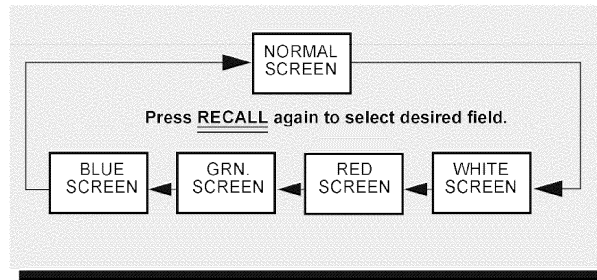 NORMAL
SCREEN
Press RECALL again to select desired field.
BLUE
SCREEN
GRN.
SCREEN
RED
SCREEN
WHITE
SCREEN